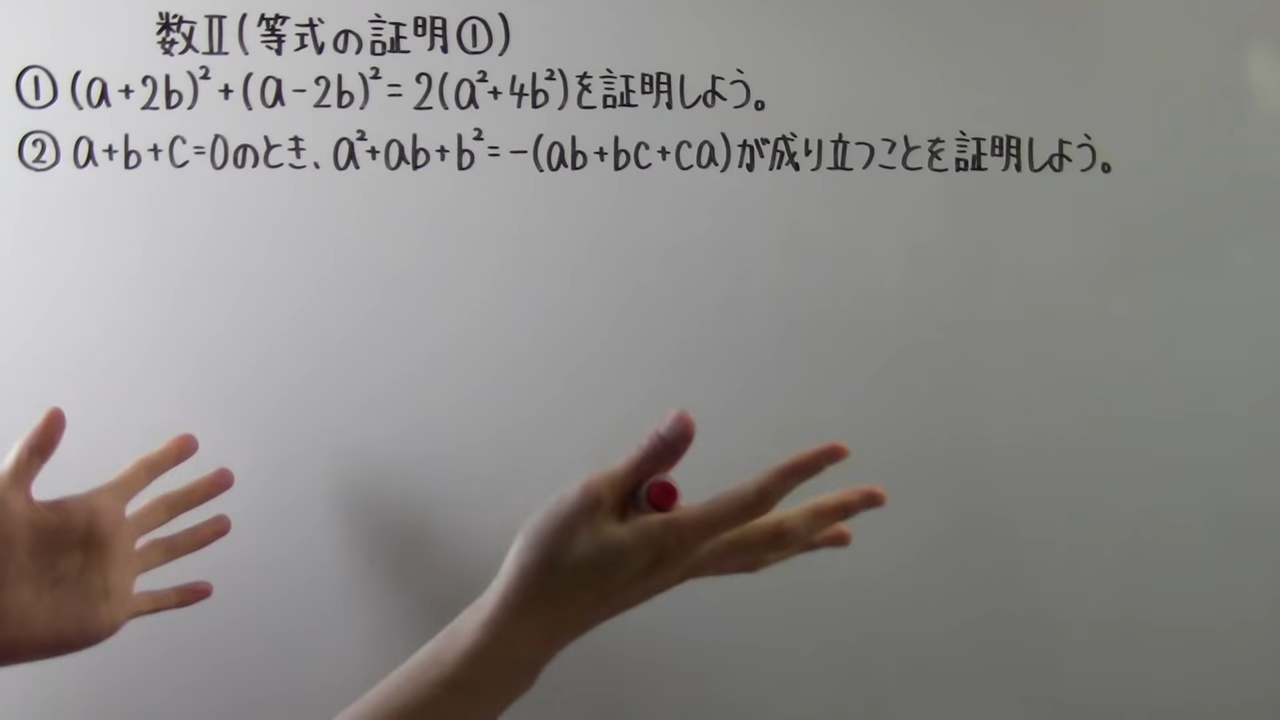 数Ⅱ(等式の証明①)
①(a+2b)²+(a-2b)²=2(a²+4b²)を証明しよう。
②a+b+c=0のとき、a²+ab+b²=-(ab+bc+ca)が成り立つことを証明しよう。